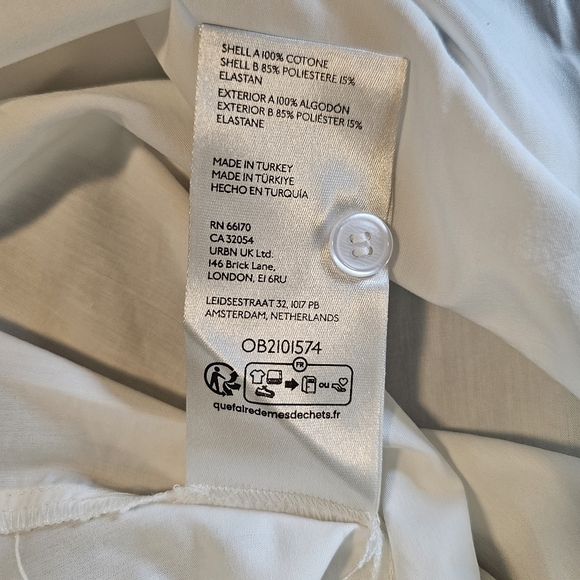 SHELL A 100% COTONE
SHELL B 85% POLIESTERE 15%
ELASTAN
EXTERIOR A 100% ALGODÓN
EXTERIOR B 85% POLIÉSTER 15%
ELASTANE
MADE IN TURKEY
MADE IN TÜRKIYE
HECHO EN TURQUÍA
RN 66170
CA 32054
URBN UK Ltd.
146 Brick Lane,
LONDON, E1 6RU
LEIDSESTRAAT 32, 1017 PB
AMSTERDAM, NETHERLANDS
OB2101574
FR
ou
quefairedemesdechets.fr